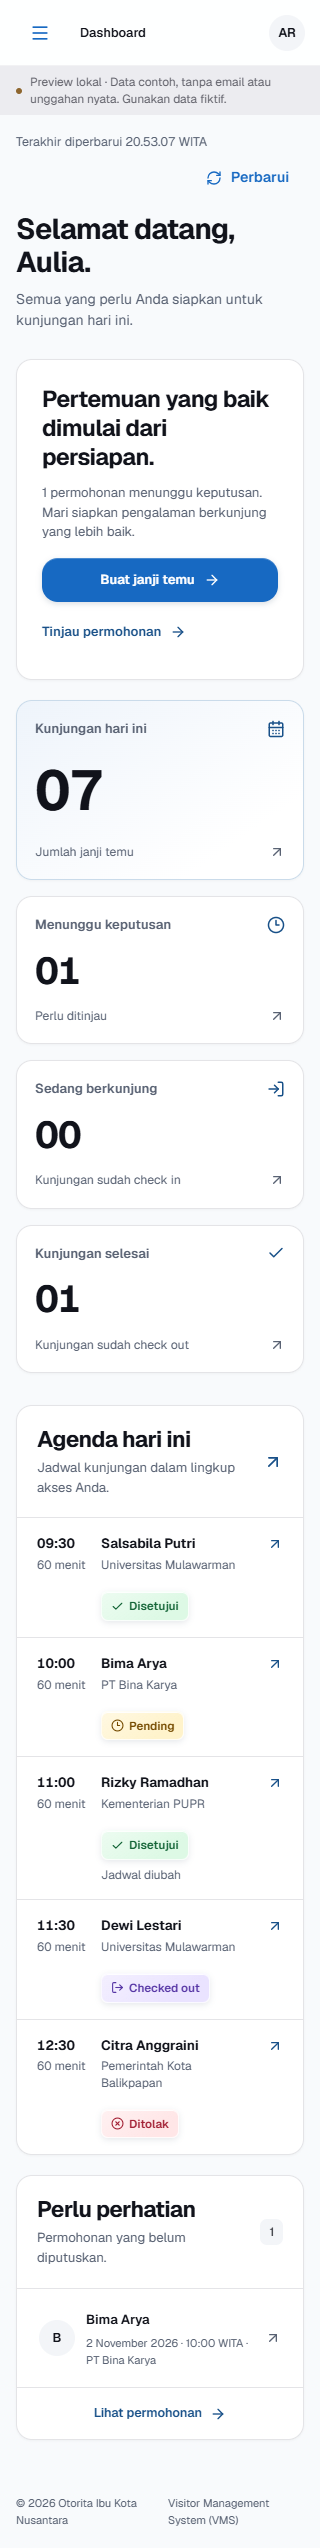 Dashboard
AR
Preview lokal · Data contoh, tanpa email atau
unggahan nyata. Gunakan data fiktif.
Terakhir diperbarui 20.53.07 WITA
Perbarui
Selamat datang,
Aulia.
Semua yang perlu Anda siapkan untuk
kunjungan hari ini.
Pertemuan yang baik
dimulai dari
persiapan.
1 permohonan menunggu keputusan.
Mari siapkan pengalaman berkunjung
yang lebih baik.
Buat janji temu
Tinjau permohonan
Kunjungan hari ini
07
Jumlah janji temu
Menunggu keputusan
01
Perlu ditinjau
Sedang berkunjung
00
Kunjungan sudah check in
Kunjungan selesai
01
Kunjungan sudah check out
Agenda hari ini
Jadwal kunjungan dalam lingkup
akses Anda.
09:30 Salsabila Putri
60 menit Universitas Mulawarman
Disetujui
10:00 Bima Arya
60 menit PT Bina Karya
Pending
11:00 Rizky Ramadhan
60 menit Kementerian PUPR
Disetujui
Jadwal diubah
11:30 Dewi Lestari
60 menit Universitas Mulawarman
Checked out
12:30 Citra Anggraini
60 menit Pemerintah Kota
Balikpapan
Ditolak
Perlu perhatian
Permohonan yang belum
diputuskan.
1
B
Bima Arya
2 November 2026 · 10:00 WITA ·
PT Bina Karya
Lihat permohonan
© 2026 Otorita Ibu Kota
Nusantara
Visitor Management
System (VMS)